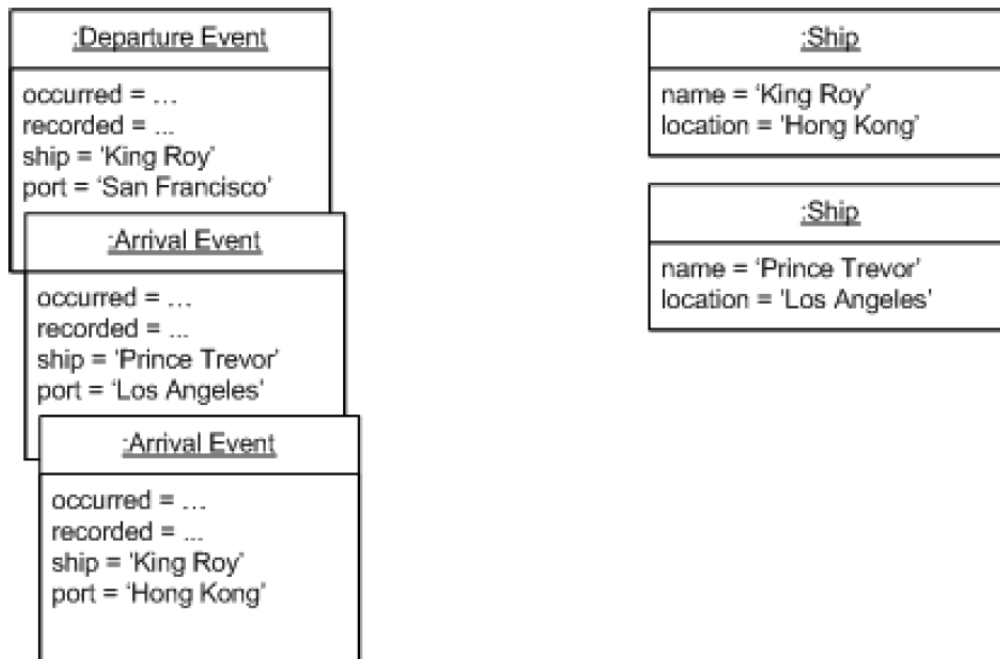 :Departure Event
occurred = ...
recorded = ...
ship = 'King Roy'
port = 'San Francisco'
:Arrival Event
occurred = ...
recorded = ...
ship = 'Prince Trevor'
port = 'Los Angeles'
:Arrival Event
occurred = ...
recorded = ...
ship = 'King Roy'
port = 'Hong Kong'
:Ship
name = 'King Roy'
location = 'Hong Kong'
:Ship
name = 'Prince Trevor'
location = 'Los Angeles'